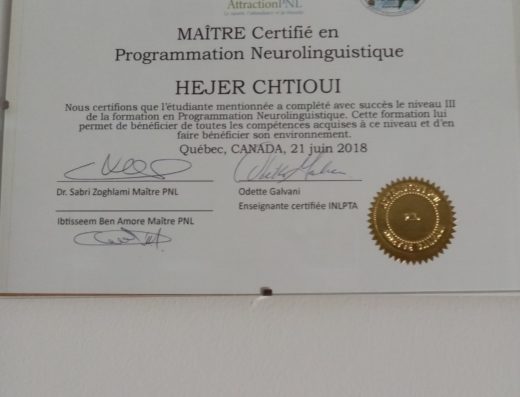 AttractionPNL
MAÎTRE Certifié en
Programmation Neurolinguistique
HEJER CHTIOUI
Nous certifions que l'étudiante mentionnée a complété avec succès le niveau III
de la formation en Programmation Neurolinguistique. Cette formation lui
permet de bénéficier de toutes les compétences acquises à ce niveau et d'en
faire bénéficier son environnement.
Québec, CANADA, 21 juin 2018
Dr. Sabri Zoghlami Maître PNL
Odette Galvani
Enseignante certifiée INLPTA
Ibtisseem Ben Amore Maître PNL